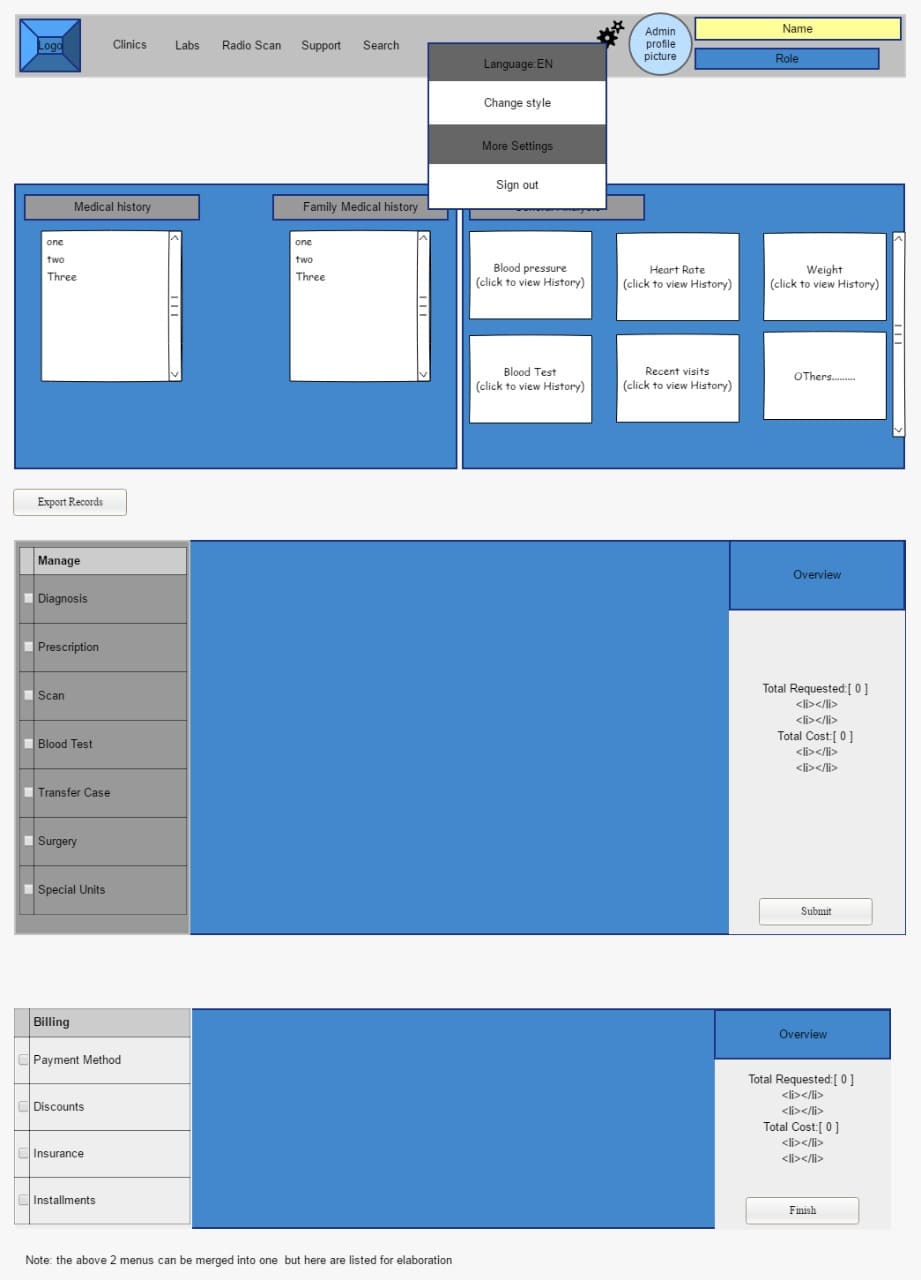 Logo
Clinics
Labs
Radio Scan
Support
Search
Admin
profile
picture
Name
Role
Language:EN
Change style
More Settings
Sign out
Medical history
one
two
Three
Family Medical history
one
two
Three
Blood pressure
(click to view History)
Heart Rate
(click to view History)
Weight
(click to view History)
Blood Test
(click to view History)
Recent visits
(click to view History)
OThers.........
Export Records
Manage
Diagnosis
Prescription
Scan
Blood Test
Transfer Case
Surgery
Special Units
Overview
Total Requested:[ 0 ]
<li></li>
<li></li>
Total Cost:[ 0 ]
<li></li>
<li></li>
Submit
Billing
Payment Method
Discounts
Insurance
Installments
Overview
Total Requested:[ 0 ]
<li></li>
<li></li>
Total Cost:[ 0 ]
<li></li>
<li></li>
Finish
Note: the above 2 menus can be merged into one  but here are listed for elaboration